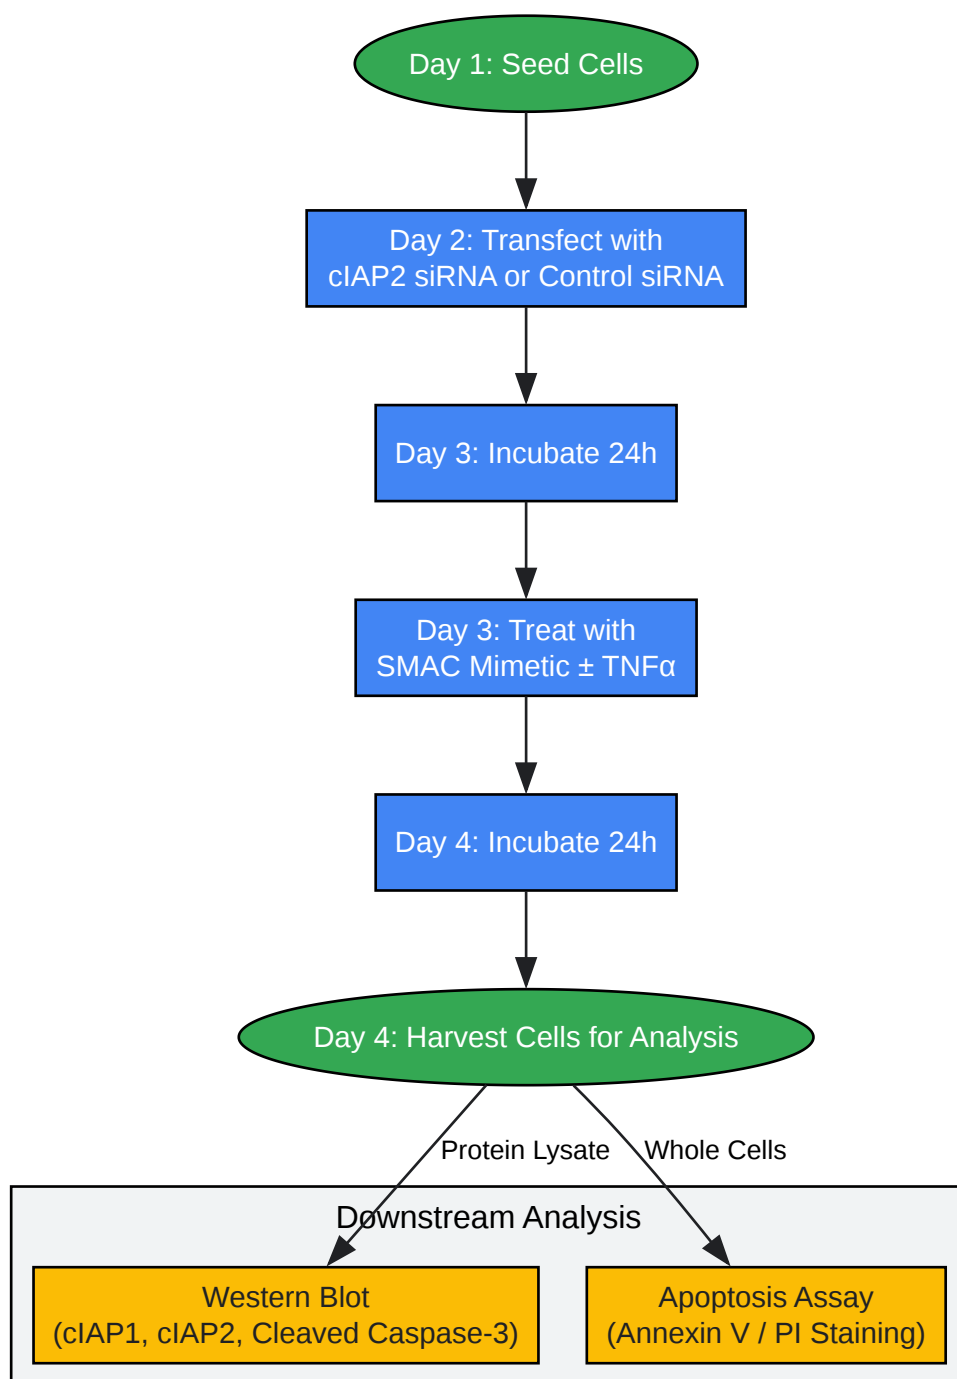 Day 1: Seed Cells
Day 2: Transfect with
cIAP2 siRNA or Control siRNA
Day 3: Incubate 24h
Day 3: Treat with
SMAC Mimetic ± TNFα
Day 4: Incubate 24h
Day 4: Harvest Cells for Analysis
Protein Lysate
Whole Cells
Downstream Analysis
Western Blot
(cIAP1, cIAP2, Cleaved Caspase-3)
Apoptosis Assay
(Annexin V / PI Staining)